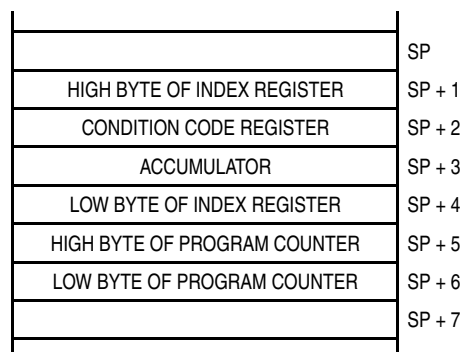 SP
HIGH BYTE OF INDEX REGISTER SP + 1
CONDITION CODE REGISTER SP + 2
ACCUMULATOR SP + 3
LOW BYTE OF INDEX REGISTER SP + 4
HIGH BYTE OF PROGRAM COUNTER SP + 5
LOW BYTE OF PROGRAM COUNTER SP + 6
SP + 7